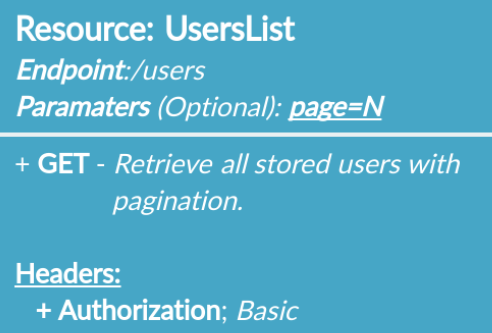 Resource: UsersList
Endpoint:/users
Paramaters (Optional): page=N
+ GET - Retrieve all stored users with
pagination.
Headers:
+ Authorization; Basic